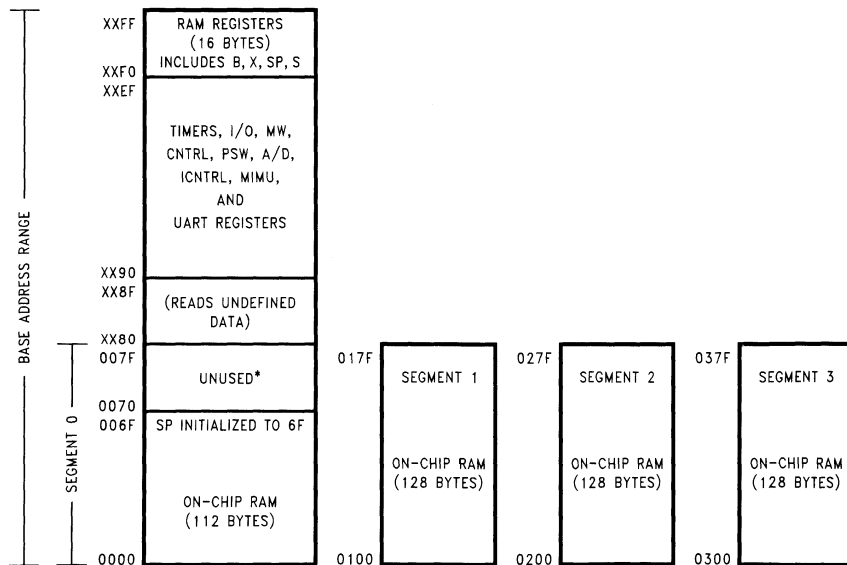 XXFF
RAM REGISTERS
(16 BYTES)
INCLUDES B, X, SP, S
XXF0
XXEF
TIMERS, I/O, MW,
CNTRL, PSW, A/D,
ICNTRL, MIMU,
AND
UART REGISTERS
BASE ADDRESS RANGE
XX90
XX8F
(READS UNDEFINED
DATA)
XX80
007F
UNUSED*
0070
006F
SP INITIALIZED TO 6F
SEGMENT 0
ON-CHIP RAM
(112 BYTES)
0000
017F
SEGMENT 1
ON-CHIP RAM
(128 BYTES)
0100
027F
SEGMENT 2
ON-CHIP RAM
(128 BYTES)
0200
037F
SEGMENT 3
ON-CHIP RAM
(128 BYTES)
0300